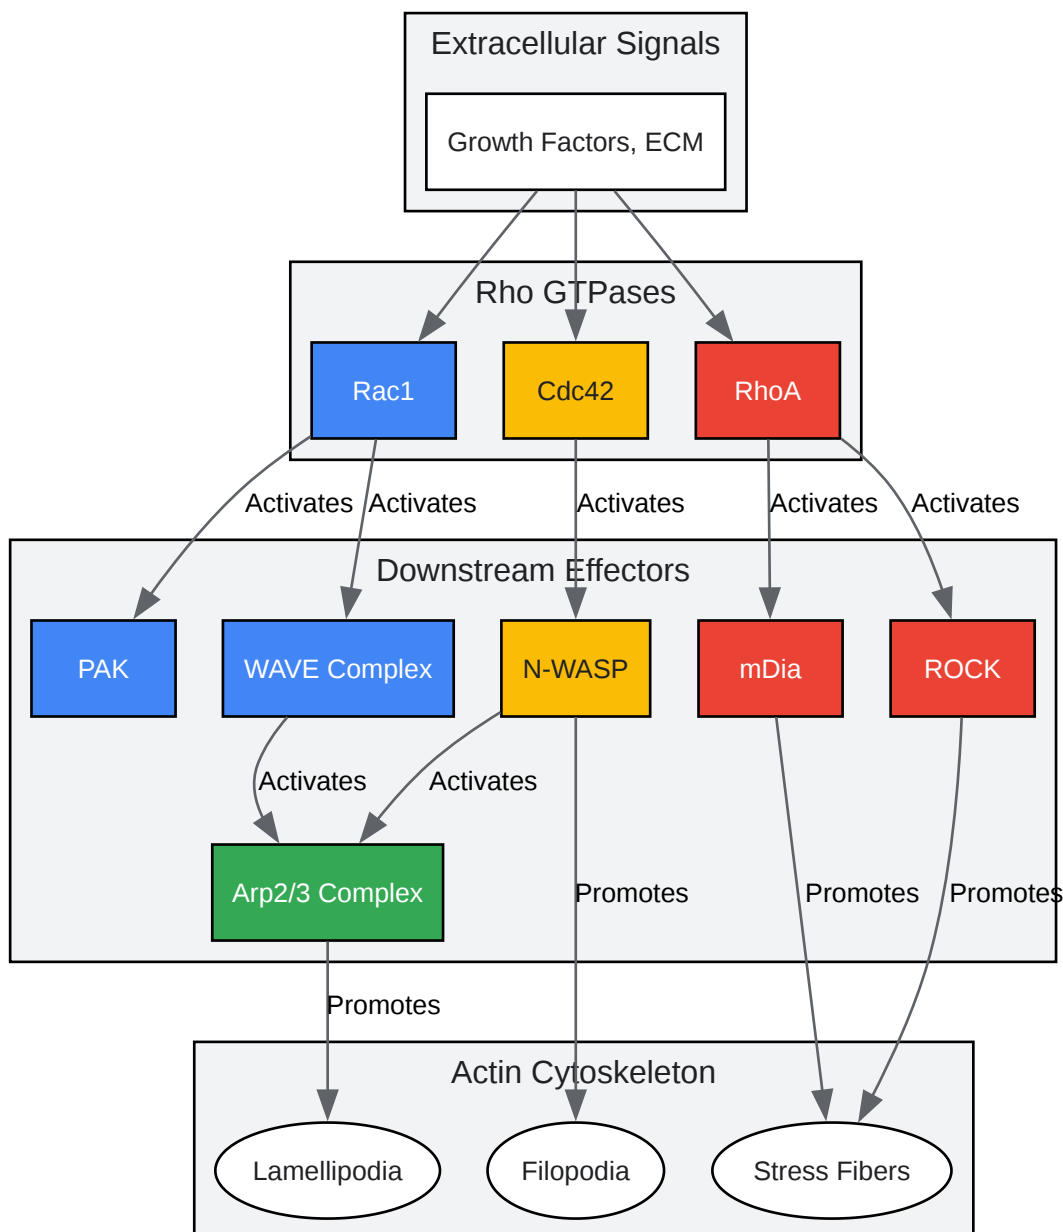 Extracellular Signals
Growth Factors, ECM
Rho GTPases
Rac1
Cdc42
RhoA
Activates
Activates
Activates
Activates
Activates
Downstream Effectors
PAK
WAVE Complex
N-WASP
mDia
ROCK
Activates
Activates
Arp2/3 Complex
Promotes
Promotes
Promotes
Promotes
Actin Cytoskeleton
Lamellipodia
Filopodia
Stress Fibers